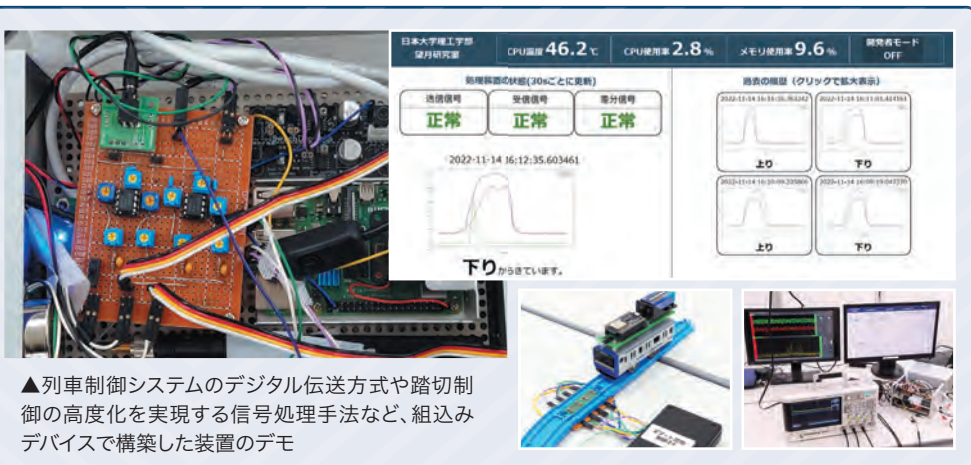 日本大学理工学部
望月研究室
CPU温度 46.2 ℃
CPU使用率 2.8 %
メモリ使用率 9.6 %
開発者モード
OFF
処理装置の状態(30sごとに更新)
送信信号
正常
受信信号
正常
差分信号
正常
2022-11-14 16:12:35.603461
下りからきています。
過去の履歴（クリックで拡大表示）
上り
下り
上り
下り
▲列車制御システムのデジタル伝送方式や踏切制
御の高度化を実現する信号処理手法など、組込み
デバイスで構築した装置のデモ